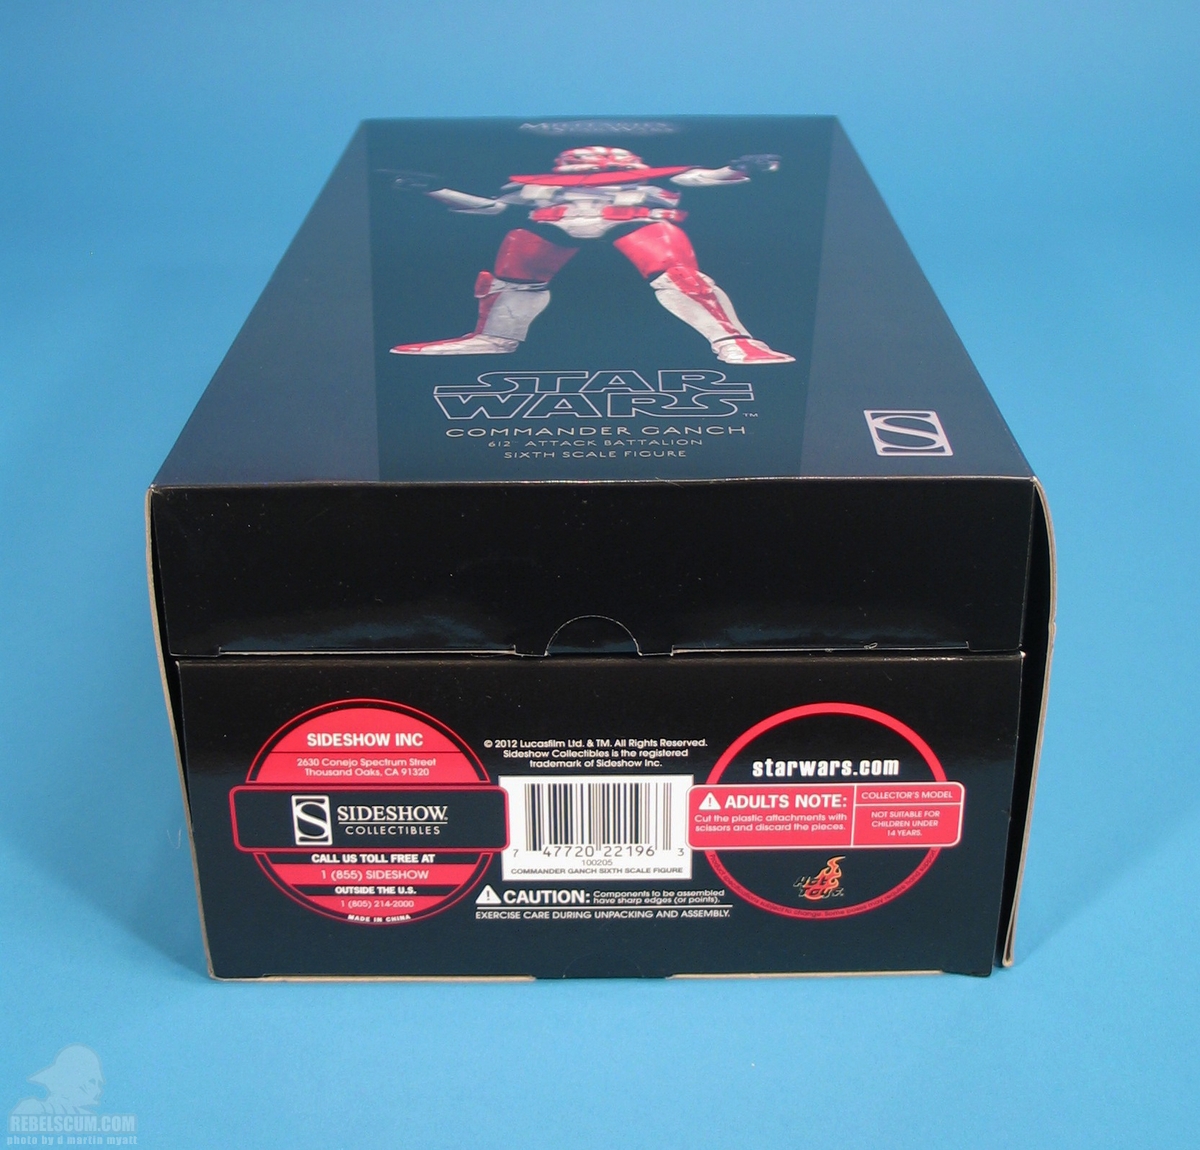 STAR
WARS™
COMMANDER GANCH
612TH ATTACK BATTALION
SIXTH SCALE FIGURE
S
SIDESHOW INC
2630 Conejo Spectrum Street
Thousand Oaks, CA 91320
S SIDESHOW
COLLECTIBLES
CALL US TOLL FREE AT
1 (855) SIDESHOW
OUTSIDE THE U.S.
1 (805) 214-2000
MADE IN CHINA
© 2012 Lucasfilm Ltd. & TM. All Rights Reserved.
Sideshow Collectibles is the registered
trademark of Sideshow Inc.
7 47720 22196 3
100205
COMMANDER GANCH SIXTH SCALE FIGURE
CAUTION: Components to be assembled
have sharp edges (or points).
EXERCISE CARE DURING UNPACKING AND ASSEMBLY.
starwars.com
ADULTS NOTE:
Cut the plastic attachments with
scissors and discard the pieces.
COLLECTOR'S MODEL
NOT SUITABLE FOR
CHILDREN UNDER
14 YEARS.
Hot
Toys.
REBELSCUM.COM
photo by d martin myatt